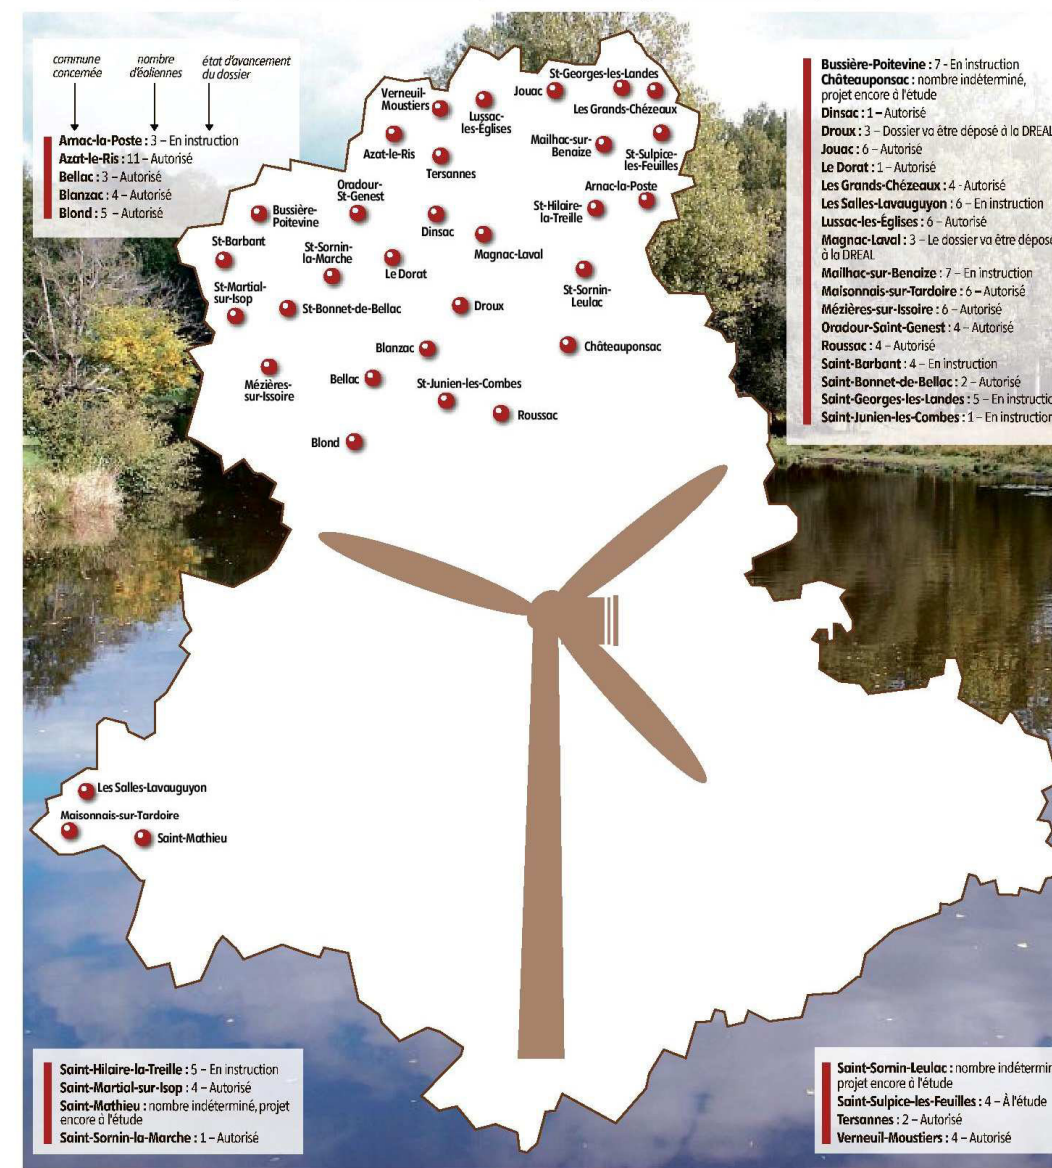 commune
concernée
nombre
d'éoliennes
état d'avancement
du dossier
Arnac-la-Poste : 3 – En instruction
Azat-le-Ris : 11 – Autorisé
Bellac : 3 – Autorisé
Blanzac : 4 – Autorisé
Blond : 5 – Autorisé
Bussière-Poitevine : 7 - En instruction
Châteauponsac : nombre indéterminé,
projet encore à l'étude
Dinsac : 1 – Autorisé
Droux : 3 – Dossier va être déposé à la DREAL
Jouac : 6 – Autorisé
Le Dorat : 1 – Autorisé
Les Grands-Chézeaux : 4 - Autorisé
Les Salles-Lavauguyon : 6 – En instruction
Lussac-les-Églises : 6 – Autorisé
Magnac-Laval : 3 – Le dossier va être déposé
à la DREAL
Mailhac-sur-Benaize : 7 – En instruction
Maisonnais-sur-Tardoire : 6 – Autorisé
Mézières-sur-Issoire : 6 – Autorisé
Oradour-Saint-Genest : 4 – Autorisé
Roussac : 4 – Autorisé
Saint-Barbant : 4 – En instruction
Saint-Bonnet-de-Bellac : 2 – Autorisé
Saint-Georges-les-Landes : 5 – En instructio
Saint-Junien-les-Combes : 1 – En instruction
St-Georges-les-Landes
Jouac
Les Grands-Chézeaux
Verneuil-
Moustiers
Lussac-
les-Églises
Azat-le-Ris
Tersannes
Mailhac-sur-
Benaize
St-Sulpice-
les-Feuilles
Arnac-la-Poste
Oradour-
St-Genest
St-Hilaire-
la-Treille
Bussière-
Poitevine
Dinsac
St-Barbant
St-Sornin-
la-Marche
Le Dorat
Magnac-Laval
St-Martial-
sur-Isop
St-Sornin-
Leulac
St-Bonnet-de-Bellac
Droux
Blanzac
Châteauponsac
Mézières-
sur-Issoire
Bellac
St-Junien-les-Combes
Roussac
Blond
Les Salles-Lavauguyon
Maisonnais-sur-Tardoire
Saint-Mathieu
Saint-Hilaire-la-Treille : 5 – En instruction
Saint-Martial-sur-Isop : 4 – Autorisé
Saint-Mathieu : nombre indéterminé, projet
encore à l'étude
Saint-Sornin-la-Marche : 1 – Autorisé
Saint-Sornin-Leulac : nombre indétermin
projet encore à l'étude
Saint-Sulpice-les-Feuilles : 4 – À l'étude
Tersannes : 2 – Autorisé
Verneuil-Moustiers : 4 – Autorisé